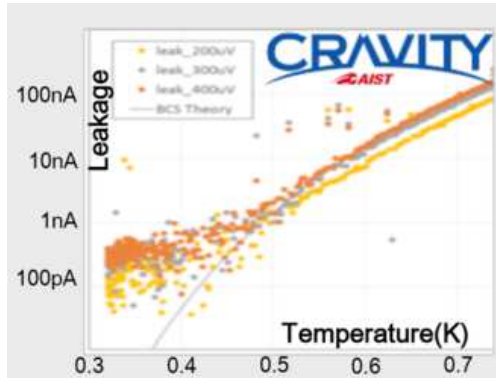 leak_200uV
leak_300uV
leak_400uV
BCS Theory
CRAVITY
AIST
Leakage
100nA
10nA
1nA
100pA
Temperature(K)
0.3 0.4 0.5 0.6 0.7